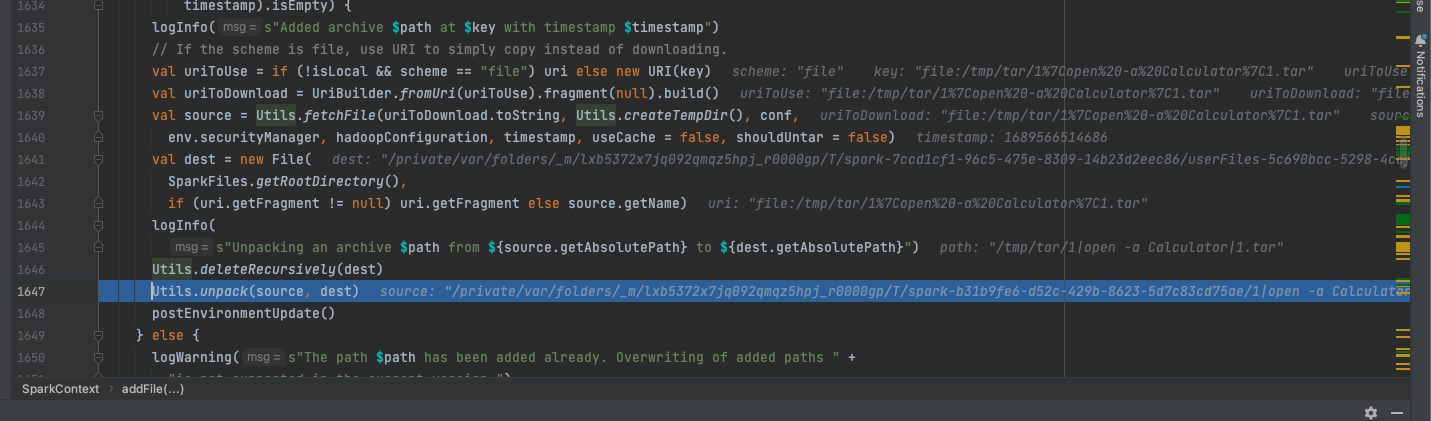 1634 timestamp).isEmpty) {
1635 logInfo( msg = s"Added archive $path at $key with timestamp $timestamp")
1636 // If the scheme is file, use URI to simply copy instead of downloading.
1637 val uriToUse = if (!isLocal && scheme == "file") uri else new URI(key) scheme: "file" key: "file:/tmp/tar/1%7Copen%20-a%20Calculator%7C1.tar" uriToUse
1638 val uriToDownload = UriBuilder.fromUri(uriToUse).fragment(null).build() uriToUse: "file:/tmp/tar/1%7Copen%20-a%20Calculator%7C1.tar" uriToDownload: "file
1639 val source = Utils.fetchFile(uriToDownload.toString, Utils.createTempDir(), conf, uriToDownload: "file:/tmp/tar/1%7Copen%20-a%20Calculator%7C1.tar" sourc
1640 env.securityManager, hadoopConfiguration, timestamp, useCache = false, shouldUntar = false) timestamp: 1689566514686
1641 val dest = new File( dest: "/private/var/folders/_m/lxb5372x7jq092qmqz5hpj_r0000gp/T/spark-7ccd1cf1-96c5-475e-8309-14b23d2eec86/userFiles-5c690bcc-5298-4cd
1642 SparkFiles.getRootDirectory(),
1643 if (uri.getFragment != null) uri.getFragment else source.getName) uri: "file:/tmp/tar/1%7Copen%20-a%20Calculator%7C1.tar"
1644 logInfo(
1645 msg = s"Unpacking an archive $path from ${source.getAbsolutePath} to ${dest.getAbsolutePath}") path: "/tmp/tar/1|open -a Calculator|1.tar"
1646 Utils.deleteRecursively(dest)
1647 Utils.unpack(source, dest) source: "/private/var/folders/_m/lxb5372x7jq092qmqz5hpj_r0000gp/T/spark-b31b9fe6-d52c-429b-8623-5d7c83cd75ae/1|open -a Calculator
1648 postEnvironmentUpdate()
1649 } else {
1650 logWarning( msg = s"The path $path has been added already. Overwriting of added paths " +
SparkContext › addFile(...)
Notifications